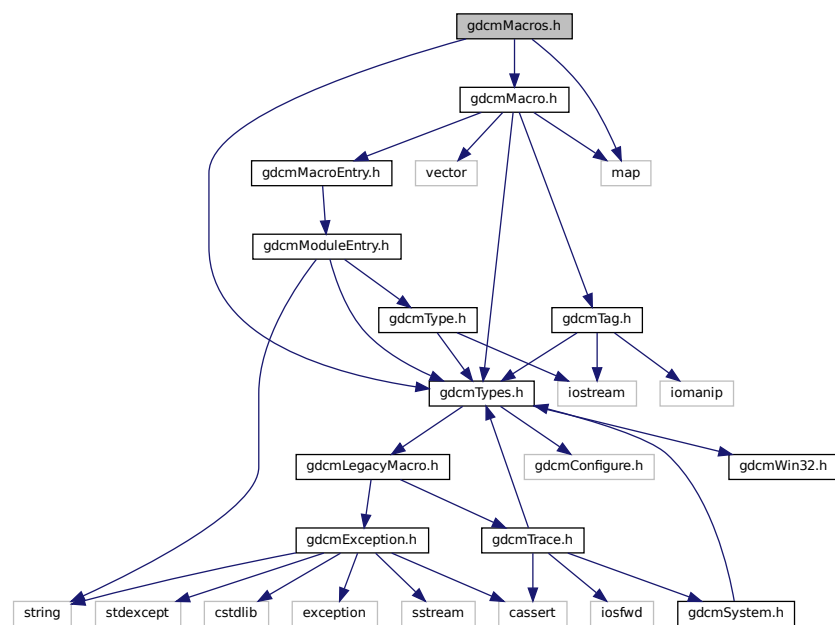 gdcmMacros.h
gdcmMacro.h
gdcmMacroEntry.h
vector
map
gdcmModuleEntry.h
gdcmType.h
gdcmTag.h
gdcmTypes.h
iostream
iomanip
gdcmLegacyMacro.h
gdcmConfigure.h
gdcmWin32.h
gdcmException.h
gdcmTrace.h
string
stdexcept
cstdlib
exception
sstream
cassert
iosfwd
gdcmSystem.h